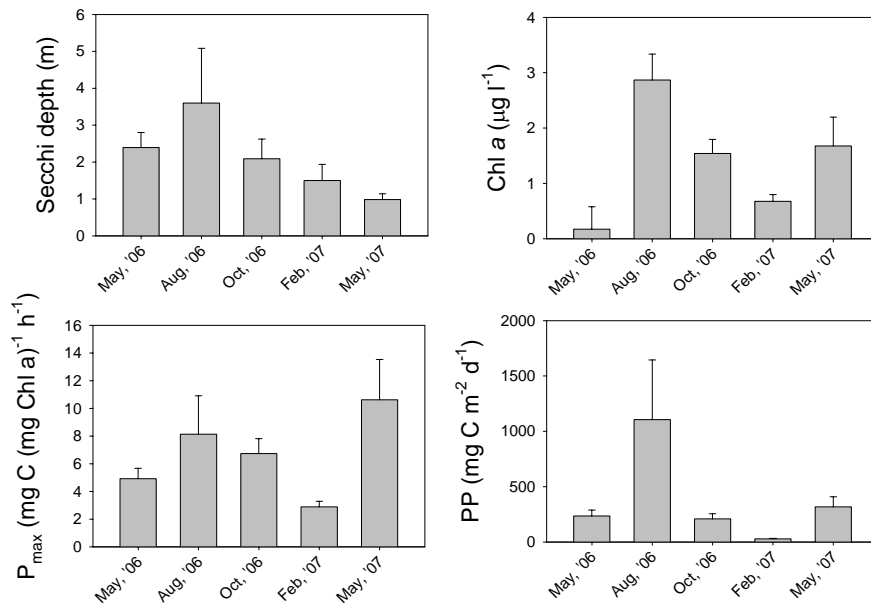 Secchi depth (m)
6
5
4
3
2
1
0
May, '06
Aug, '06
Oct, '06
Feb, '07
May, '07
Chl a (μg l⁻¹)
4
3
2
1
0
May, '06
Aug, '06
Oct, '06
Feb, '07
May, '07
Pmax (mg C (mg Chl a)⁻¹ h⁻¹)
16
14
12
10
8
6
4
2
0
May, '06
Aug, '06
Oct, '06
Feb, '07
May, '07
PP (mg C m⁻² d⁻¹)
2000
1500
1000
500
0
May, '06
Aug, '06
Oct, '06
Feb, '07
May, '07